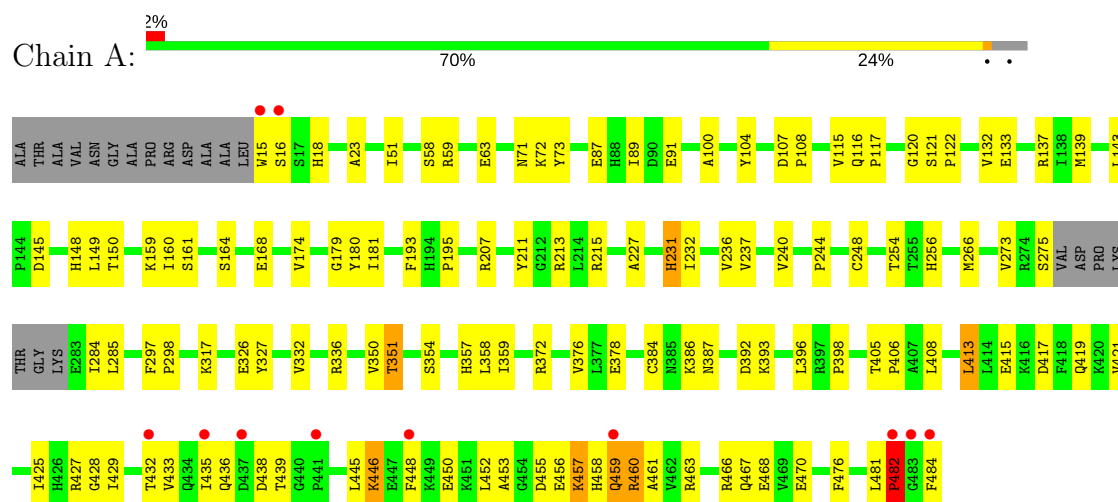 2%
Chain A:
70% 24% • •
ALA THR ALA VAL ASN GLY ALA PRO ARG ASP ALA ALA LEU W15 S16 S17 H18 A23 I51 S58 R59 E63 N71 K72 Y73 E87 H88 I89 D90 E91 A100 Y104 D107 P108 V115 Q116 P117 G120 S121 P122 V132 E133 R137 I138 M139 L143
P144 D145 H148 L149 T150 K159 I160 S161 S164 E168 V174 G179 Y180 I181 F193 H194 P195 R207 Y211 G212 R213 L214 R215 A227 H231 I232 V236 V237 V240 P244 C248 T254 T255 H256 M266 V273 R274 S275 VAL ASP PRO LYS
THR GLY LYS E283 I284 L285 F297 P298 K317 E326 Y327 V332 R336 V350 T351 S354 H357 L358 I359 R372 V376 L377 E378 C384 N385 K386 N387 D392 K393 L396 R397 P398 T405 P406 A407 L408 L413 L414 E415 K416 D417 F418 Q419 K420 V421
I425 H426 R427 G428 I429 T432 V433 Q434 I435 Q436 D437 D438 T439 G440 P441 L445 K446 E447 F448 K449 E450 K451 L452 A453 G454 D455 E456 K457 H458 Q459 R460 A461 V462 R463 R466 Q467 E468 V469 E470 F476 L481 P482 G483 F484